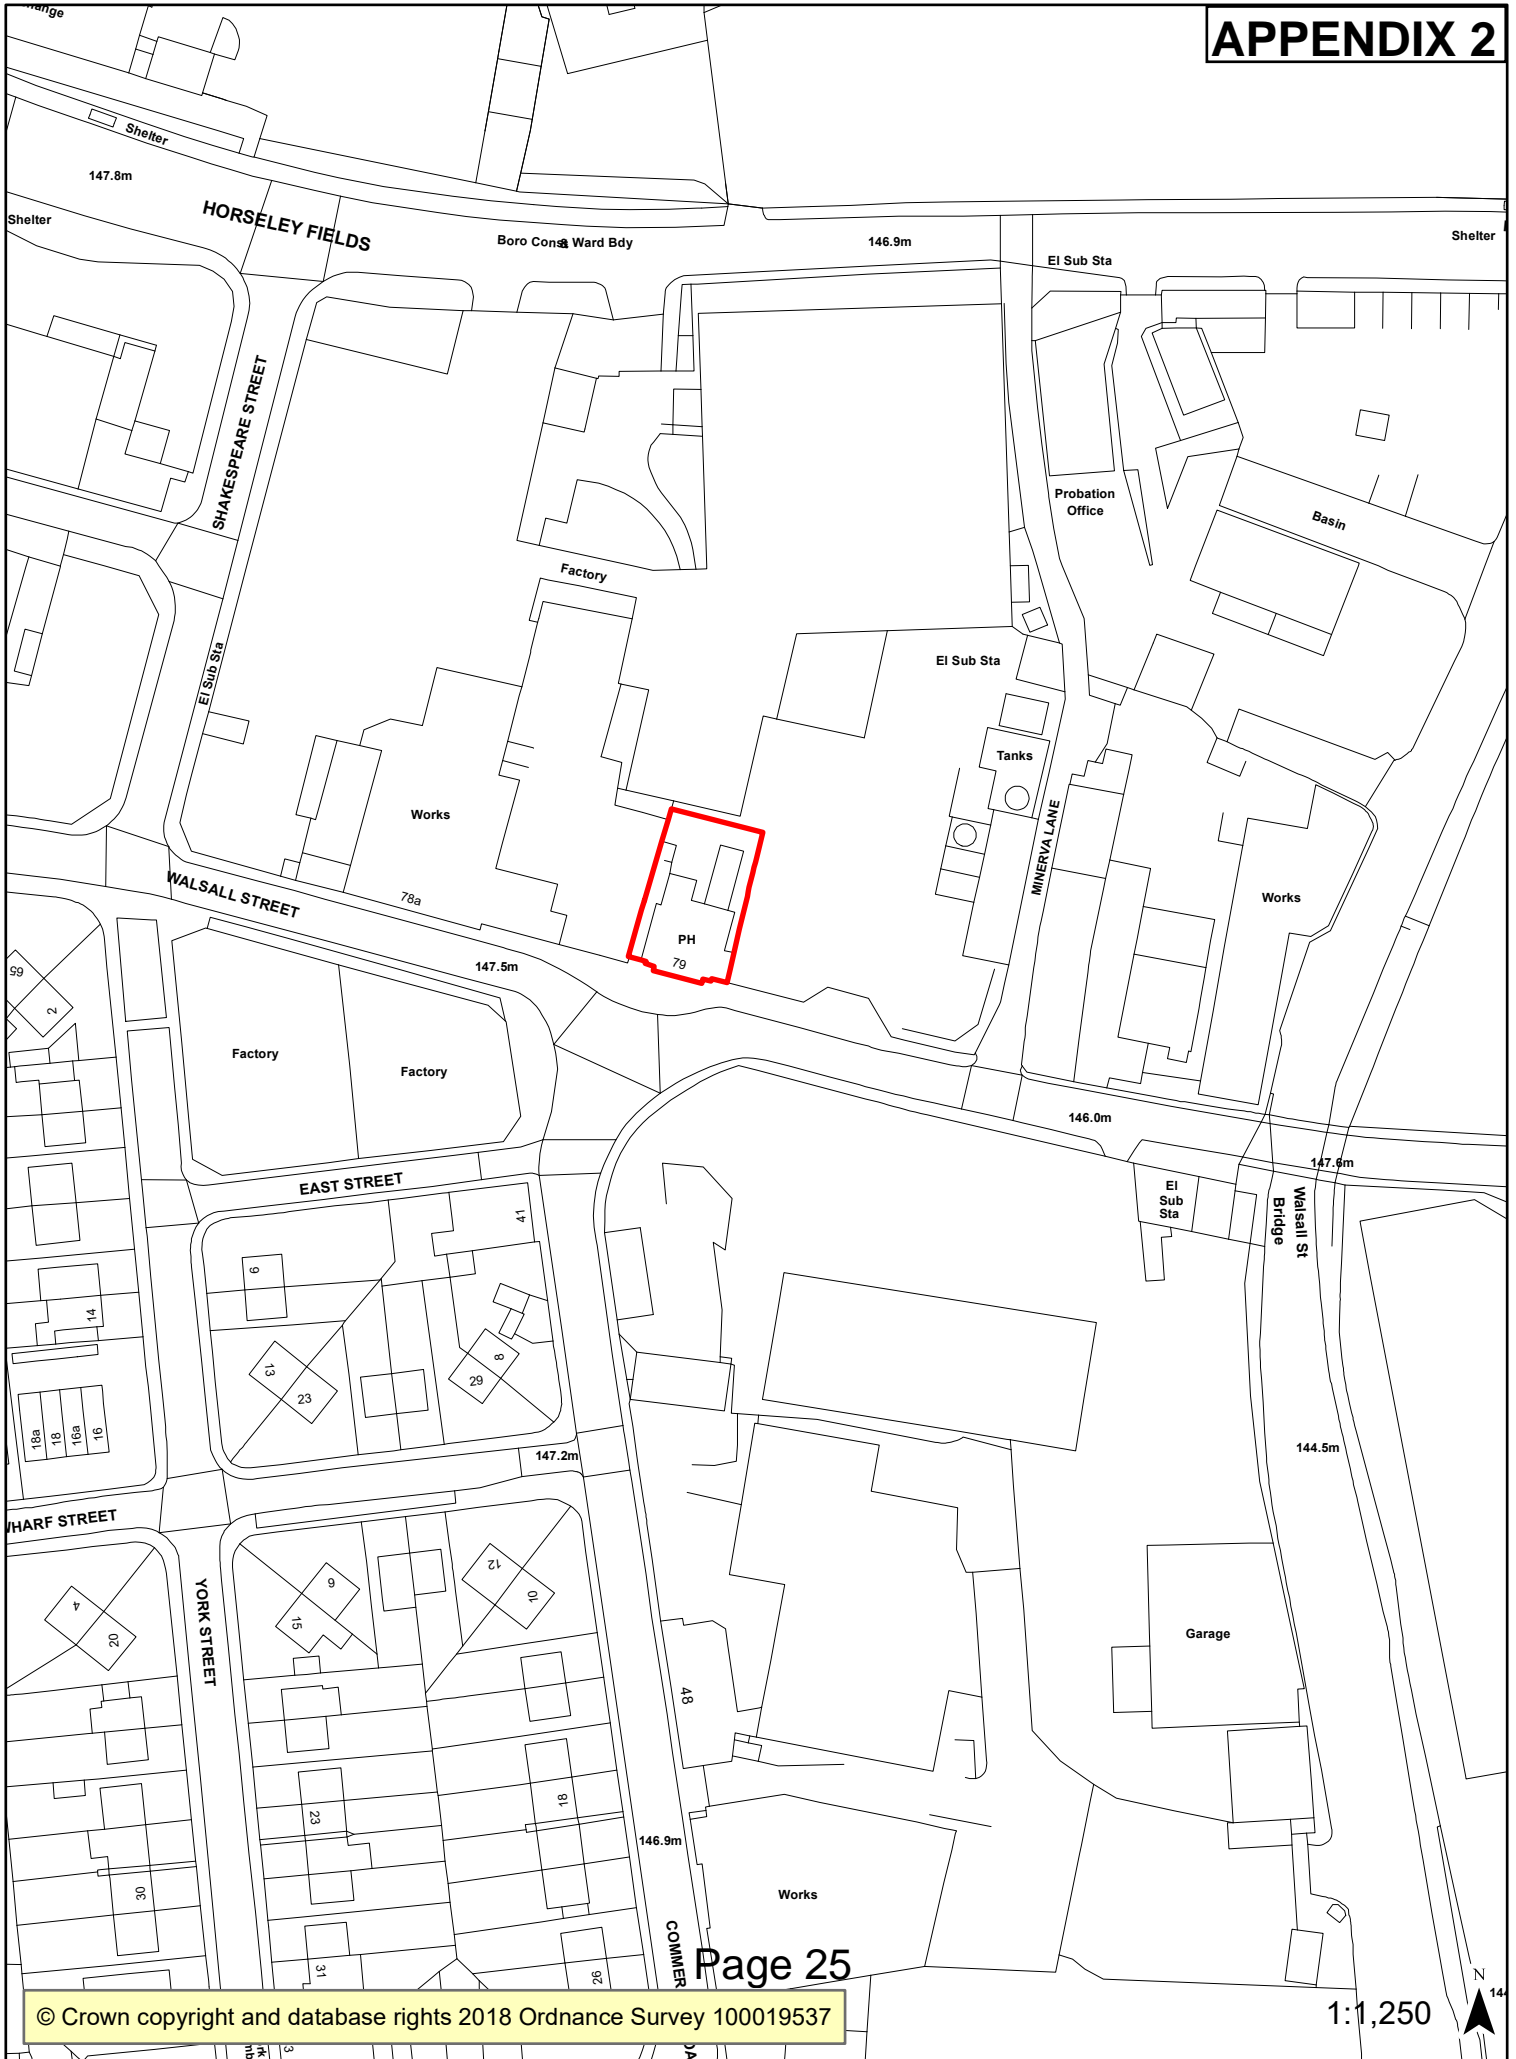 APPENDIX 2
Shelter
147.8m
Shelter
HORSELEY FIELDS
Boro Const & Ward Bdy
146.9m
Shelter
El Sub Sta
SHAKESPEARE STREET
Probation
Office
Basin
Factory
El Sub Sta
El Sub Sta
Tanks
MINERVA LANE
Works
78a
WALSALL STREET
Works
PH
79
147.5m
65
2
Factory
Factory
146.0m
147.6m
EAST STREET
El
Sub
Sta
Walsall St
Bridge
41
6
14
13
23
8
29
18a
18
16a
16
147.2m
144.5m
WHARF STREET
YORK STREET
4
20
6
15
12
10
Garage
48
23
18
146.9m
30
Works
31
26
COMMER
Page 25
© Crown copyright and database rights 2018 Ordnance Survey 100019537
1:1,250
N